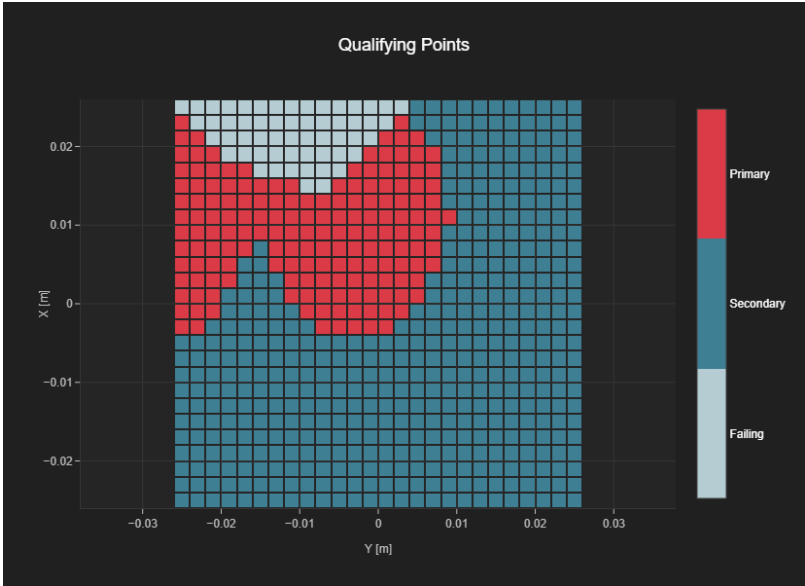 Qualifying Points
0.02
0.01
0
−0.01
−0.02
X [m]
−0.03
−0.02
−0.01
0
0.01
0.02
0.03
Y [m]
Primary
Secondary
Failing